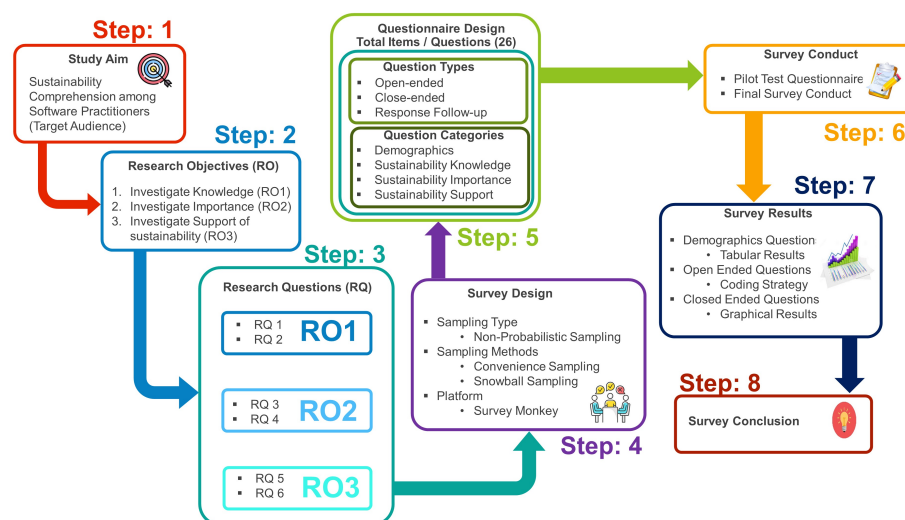 Step: 1
Study Aim
Sustainability
Comprehension among
Software Practitioners
(Target Audience)
Step: 2
Research Objectives (RO)
1. Investigate Knowledge (RO1)
2. Investigate Importance (RO2)
3. Investigate Support of
sustainability (RO3)
Step: 3
Research Questions (RQ)
▪ RQ 1
▪ RQ 2
RO1
▪ RQ 3
▪ RQ 4
RO2
▪ RQ 5
▪ RQ 6
RO3
Survey Design
▪ Sampling Type
• Non-Probabilistic Sampling
▪ Sampling Methods
• Convenience Sampling
• Snowball Sampling
▪ Platform
• Survey Monkey
Step: 4
Questionnaire Design
Total Items / Questions (26)
Question Types
▪ Open-ended
▪ Close-ended
▪ Response Follow-up
Question Categories
▪ Demographics
▪ Sustainability Knowledge
▪ Sustainability Importance
▪ Sustainability Support
Step: 5
Survey Conduct
▪ Pilot Test Questionnaire
▪ Final Survey Conduct
Step: 6
Step: 7
Survey Results
▪ Demographics Question
• Tabular Results
▪ Open Ended Questions
• Coding Strategy
▪ Closed Ended Questions
• Graphical Results
Step: 8
Survey Conclusion